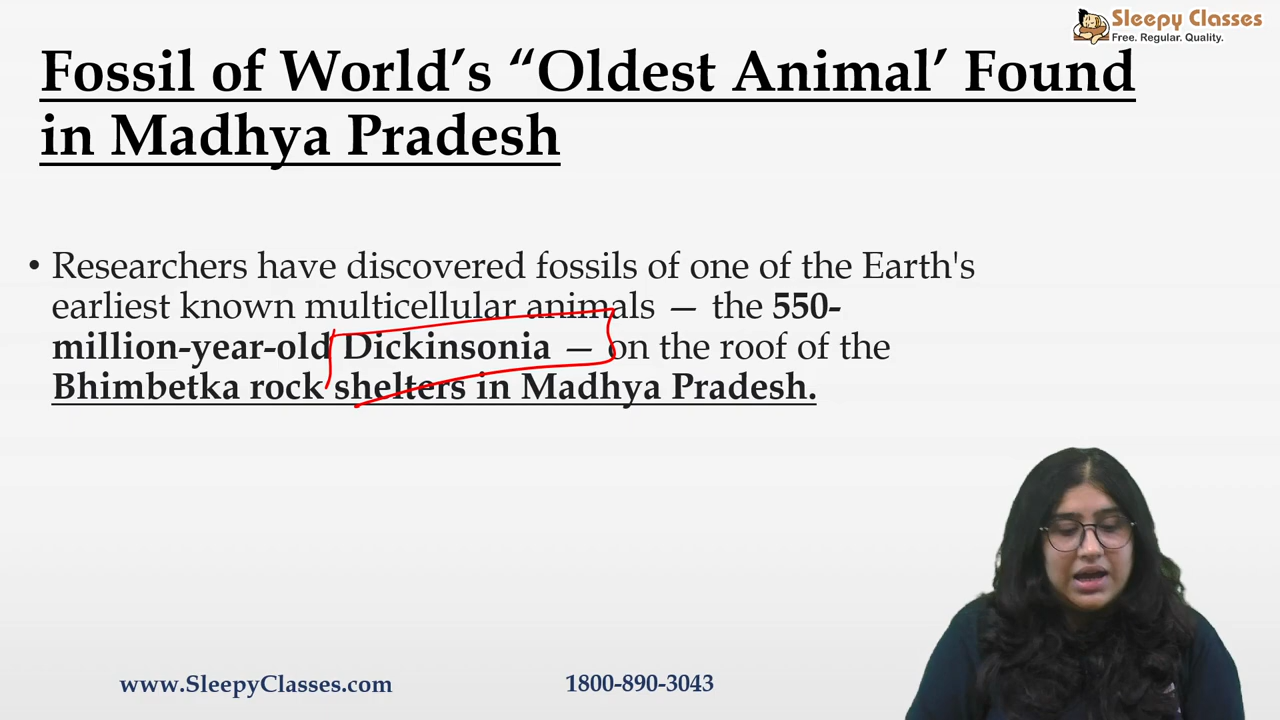 Sleepy Classes
Free. Regular. Quality.
Fossil of World’s “Oldest Animal’ Found
in Madhya Pradesh
• Researchers have discovered fossils of one of the Earth's
earliest known multicellular animals — the 550-
million-year-old Dickinsonia — on the roof of the
Bhimbetka rock shelters in Madhya Pradesh.
www.SleepyClasses.com
1800-890-3043